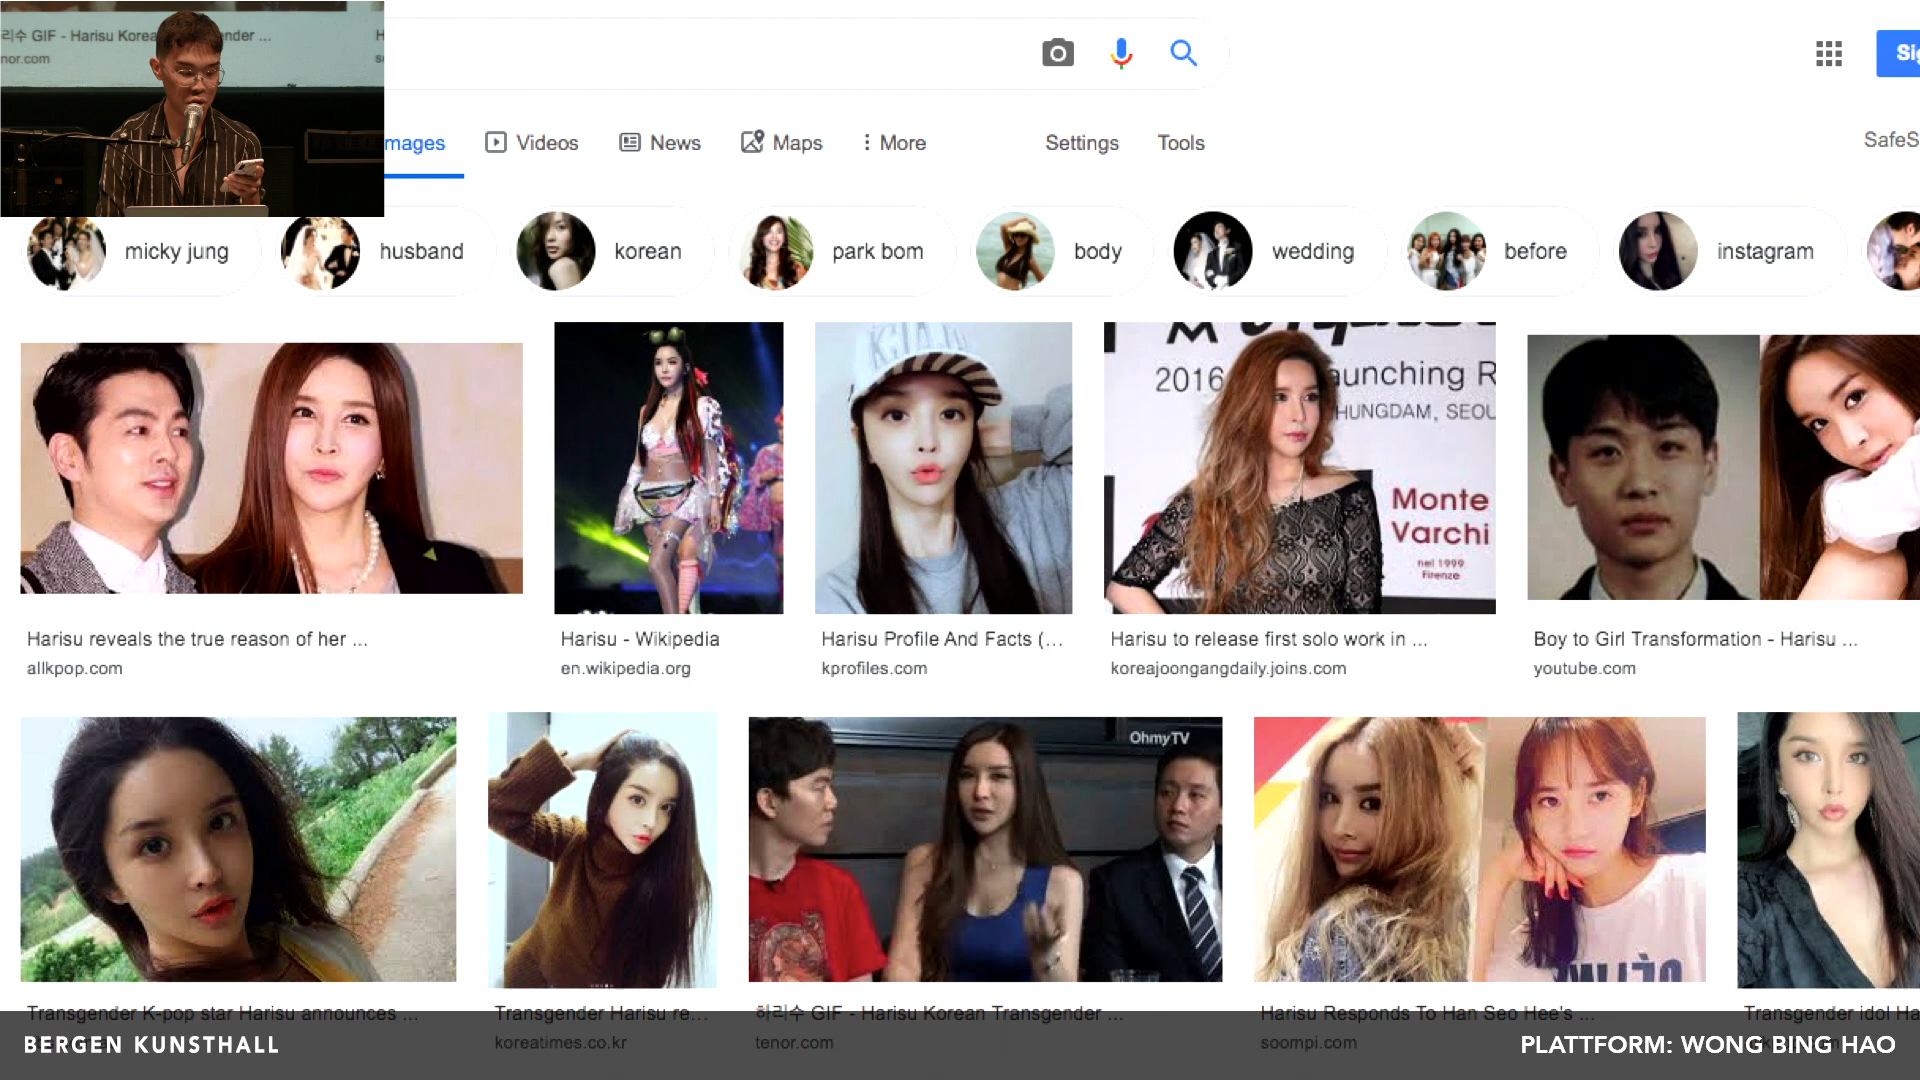 리수 GIF - Harisu Korea nder ...
nor.com
mages
Videos
News
Maps
More
Settings
Tools
SafeS
micky jung
husband
korean
park bom
body
wedding
before
instagram
2016 aunching R
HUNGDAM, SEOU
Monte
Varchi
nel 1999
Firenze
Harisu reveals the true reason of her ...
allkpop.com
Harisu - Wikipedia
en.wikipedia.org
Harisu Profile And Facts (...
kprofiles.com
Harisu to release first solo work in ...
koreajoongangdaily.joins.com
Boy to Girl Transformation - Harisu ...
youtube.com
OhmyTV
Transgender K-pop star Harisu announces ...
Transgender Harisu re...
koreatimes.co.kr
하리수 GIF - Harisu Korean Transgender ...
tenor.com
Harisu Responds To Han Seo Hee's ...
soompi.com
Transgender idol Ha
BERGEN KUNSTHALL
PLATTFORM: WONG BING HAO